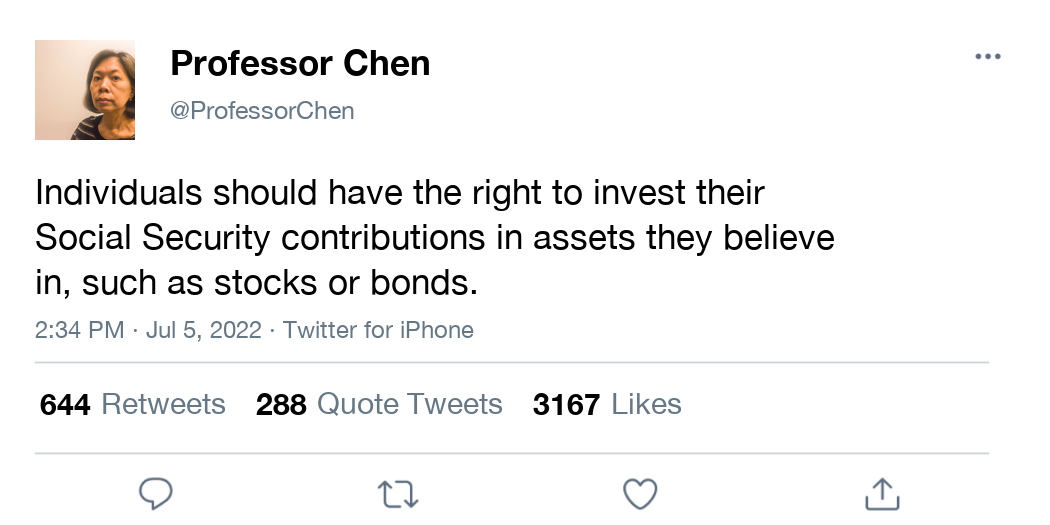 Professor Chen
@ProfessorChen
Individuals should have the right to invest their
Social Security contributions in assets they believe
in, such as stocks or bonds.
2:34 PM · Jul 5, 2022 · Twitter for iPhone
644 Retweets 288 Quote Tweets 3167 Likes